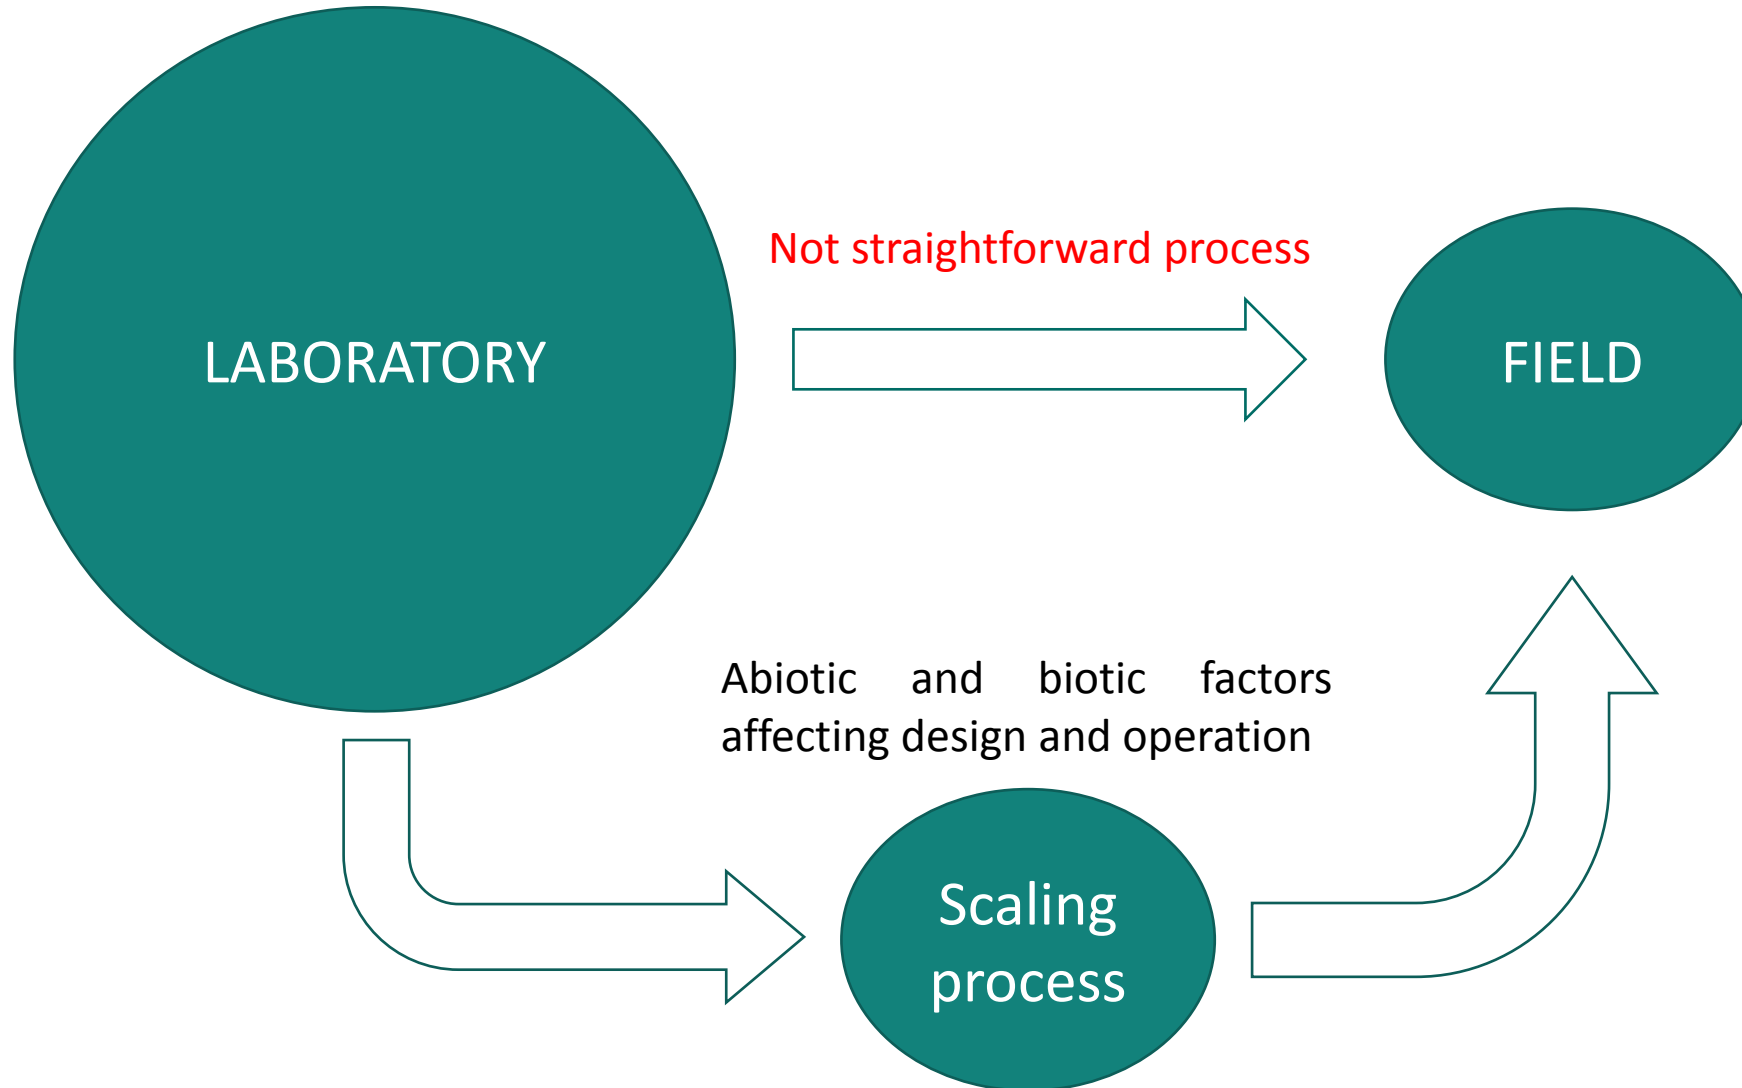 Not straightforward process
LABORATORY
FIELD
Abiotic and biotic factors
affecting design and operation
Scaling
process